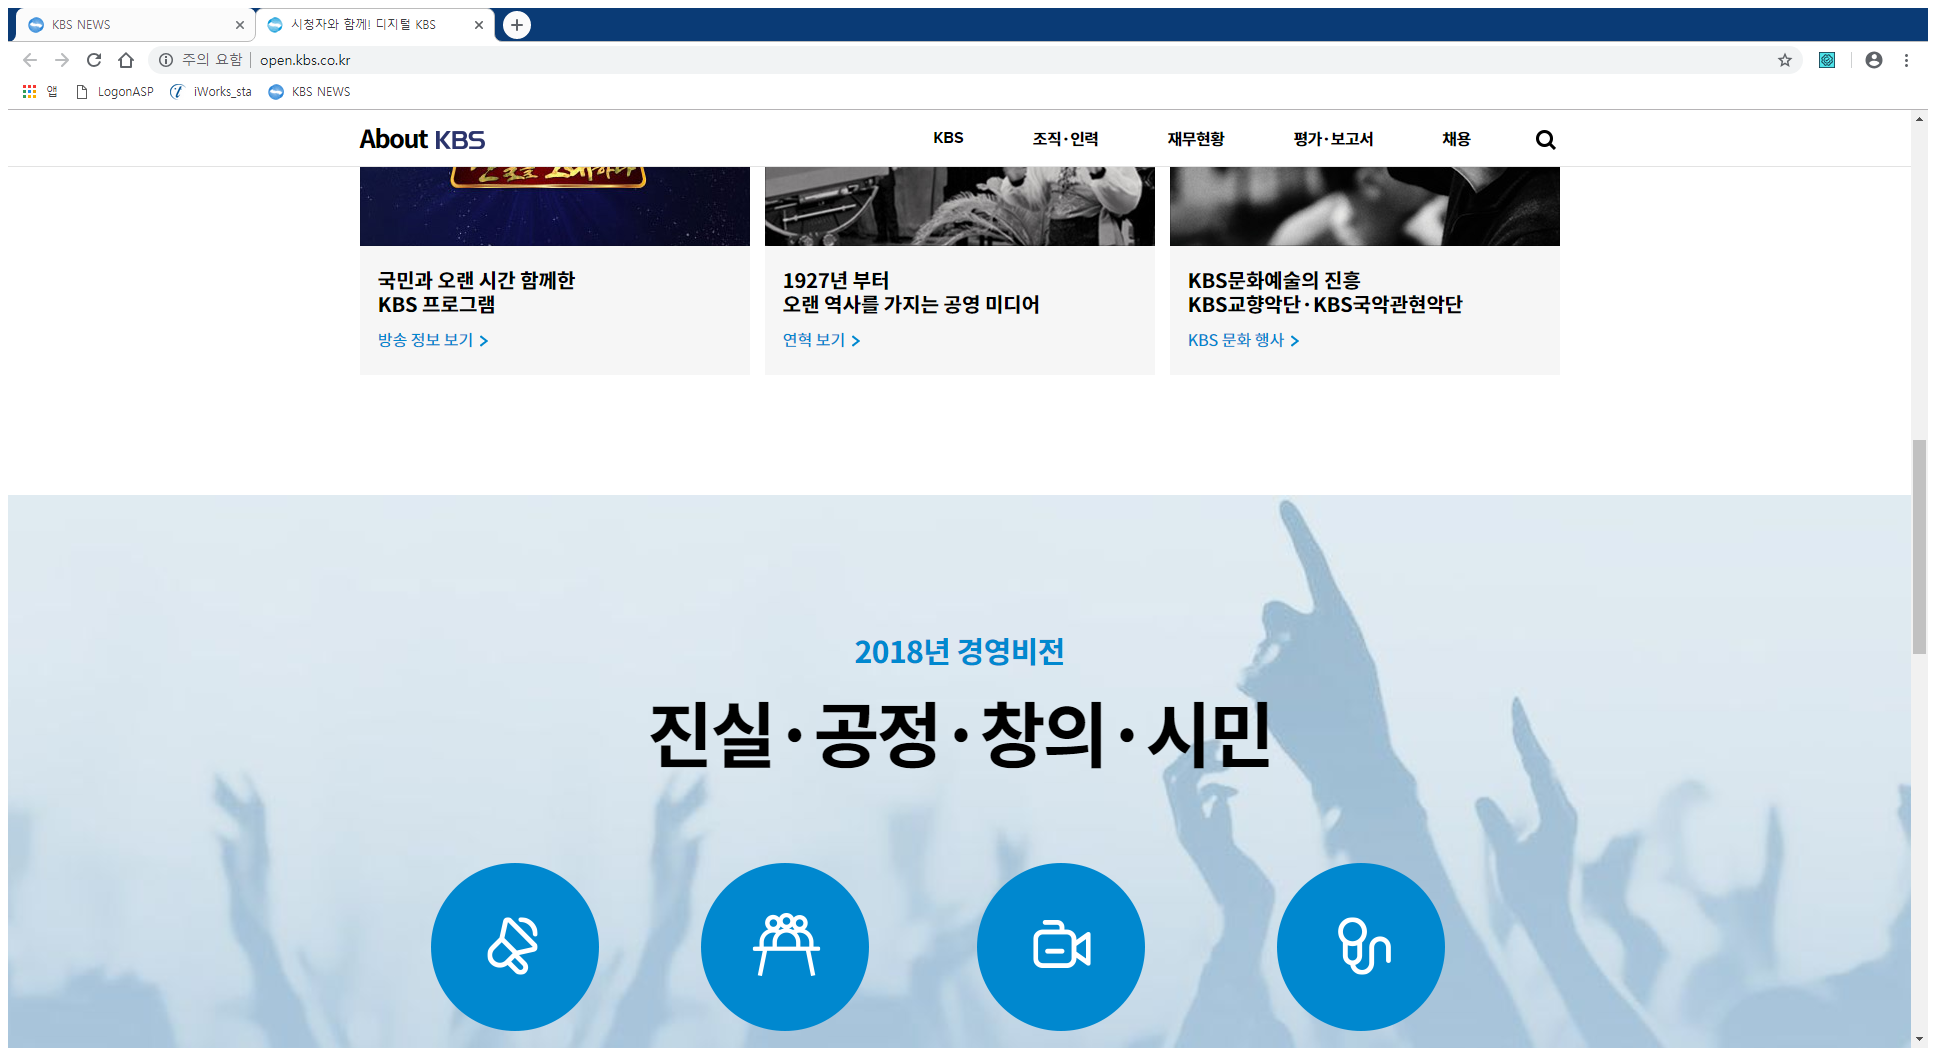 KBS NEWS
시청자와 함께! 디지털 KBS
주의 요함
open.kbs.co.kr
앱
LogonASP
iWorks_sta
KBS NEWS
About KBS
KBS
조직·인력
재무현황
평가·보고서
채용
국민과 오랜 시간 함께한
KBS 프로그램
방송 정보 보기 >
1927년 부터
오랜 역사를 가지는 공영 미디어
연혁 보기 >
KBS문화예술의 진흥
KBS교향악단·KBS국악관현악단
KBS 문화 행사 >
2018년 경영비전
진실·공정·창의·시민